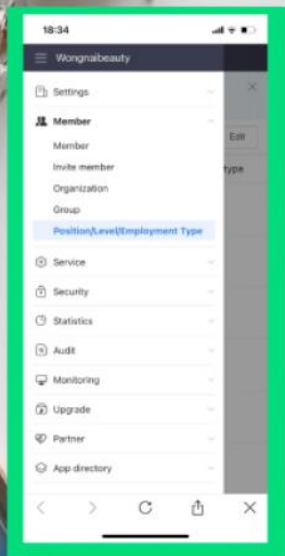 18:34
Wongnaibeauty
Settings
Member
Edit
Member
Invite member
type
Organization
Group
Position/Level/Employment Type
Service
Security
Statistics
Audit
Monitoring
Upgrade
Partner
App directory